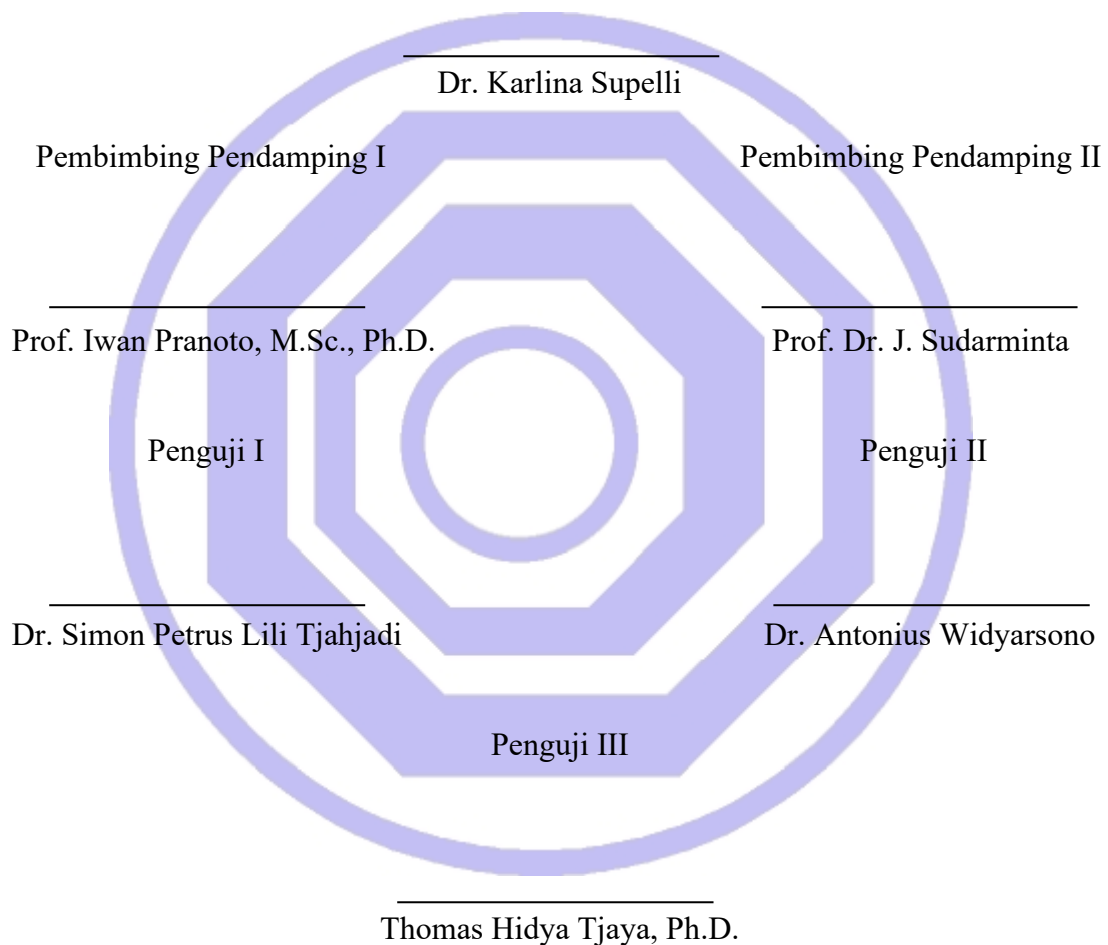 Dr. Karlina Supelli
Pembimbing Pendamping I
Pembimbing Pendamping II
Prof. Iwan Pranoto, M.Sc., Ph.D.
Prof. Dr. J. Sudarminta
Penguji I
Penguji II
Dr. Simon Petrus Lili Tjahjadi
Dr. Antonius Widyarsono
Penguji III
Thomas Hidya Tjaya, Ph.D.